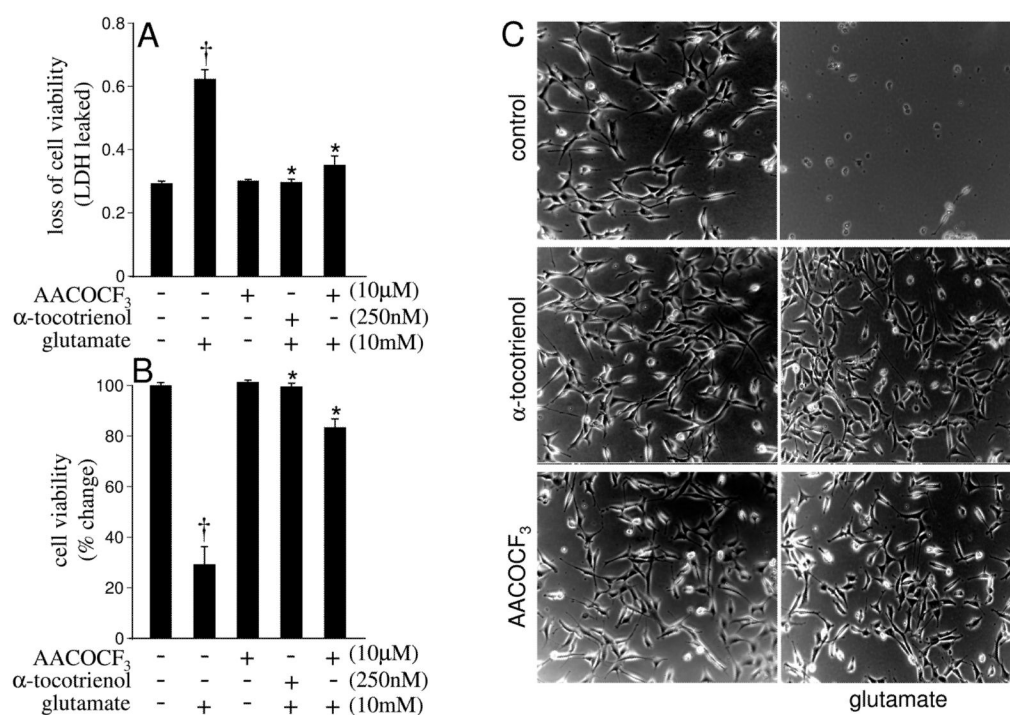 A
loss of cell viability
(LDH leaked)
0.8
0.6
0.4
0.2
0
†
*
*
AACOCF₃ - - + - + (10μM)
α-tocotrienol - - - + - (250nM)
glutamate - + - + + (10mM)
B
cell viability
(% change)
100
80
60
40
20
0
†
*
*
AACOCF₃ - - + - + (10μM)
α-tocotrienol - - - + - (250nM)
glutamate - + - + + (10mM)
C
control
α-tocotrienol
AACOCF₃
glutamate